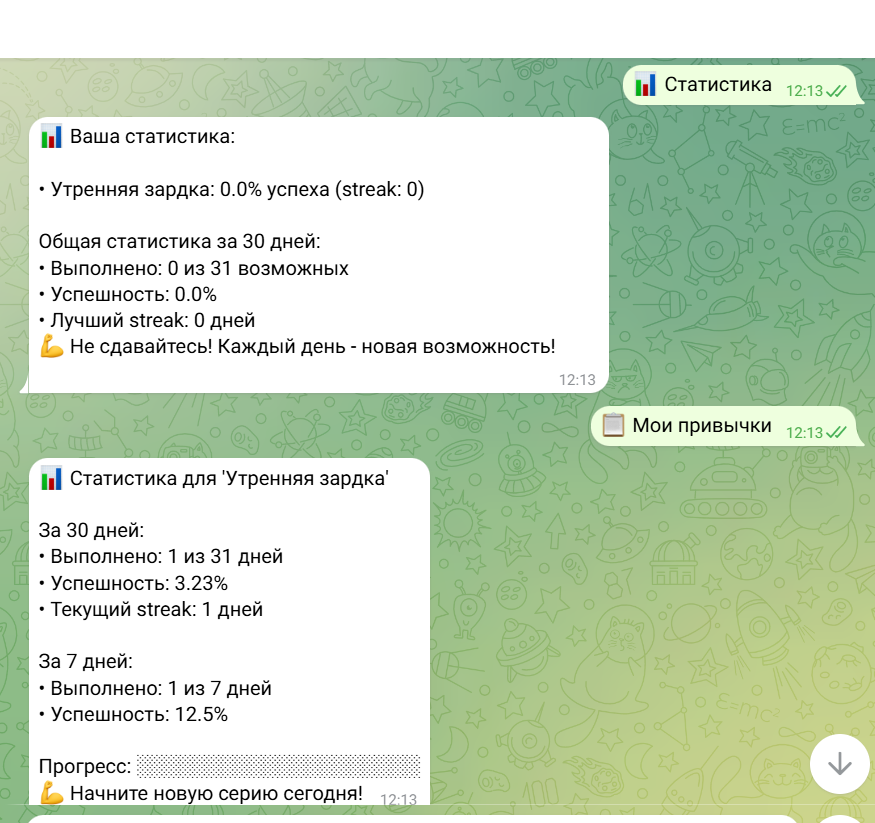 📊 Статистика 12:13
📊 Ваша статистика:
• Утренняя зардка: 0.0% успеха (streak: 0)
Общая статистика за 30 дней:
• Выполнено: 0 из 31 возможных
• Успешность: 0.0%
• Лучший streak: 0 дней
💪 Не сдавайтесь! Каждый день - новая возможность!
12:13
📋 Мои привычки 12:13
📊 Статистика для 'Утренняя зардка'
За 30 дней:
• Выполнено: 1 из 31 дней
• Успешность: 3.23%
• Текущий streak: 1 дней
За 7 дней:
• Выполнено: 1 из 7 дней
• Успешность: 12.5%
Прогресс: ░░░░░░░░░░░░░░░░░░░░
💪 Начните новую серию сегодня! 12:13